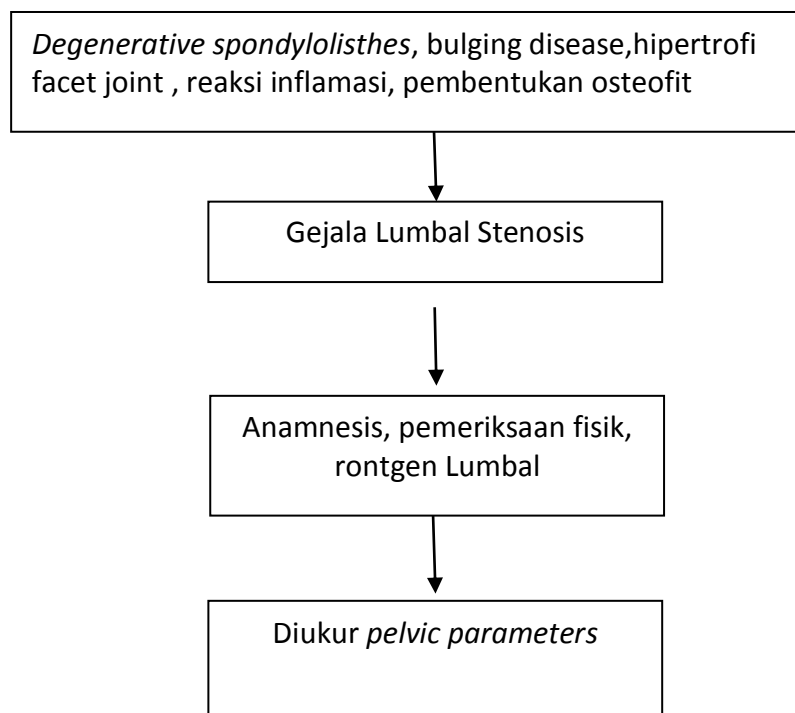 Degenerative spondylolisthes, bulging disease,hipertrofi
facet joint , reaksi inflamasi, pembentukan osteofit
Gejala Lumbal Stenosis
Anamnesis, pemeriksaan fisik,
rontgen Lumbal
Diukur pelvic parameters